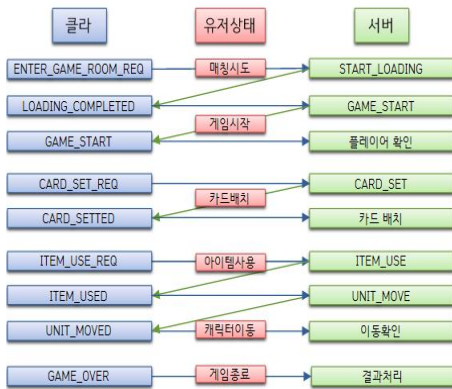 클라 유저상태 서버
ENTER_GAME_ROOM_REQ 매칭시도 START_LOADING
LOADING_COMPLETED GAME_START
게임시작
GAME_START 플레이어 확인
CARD_SET_REQ CARD_SET
카드배치
CARD_SETTED 카드 배치
ITEM_USE_REQ 아이템사용 ITEM_USE
ITEM_USED UNIT_MOVE
UNIT_MOVED 캐릭터이동 이동확인
GAME_OVER 게임종료 결과처리